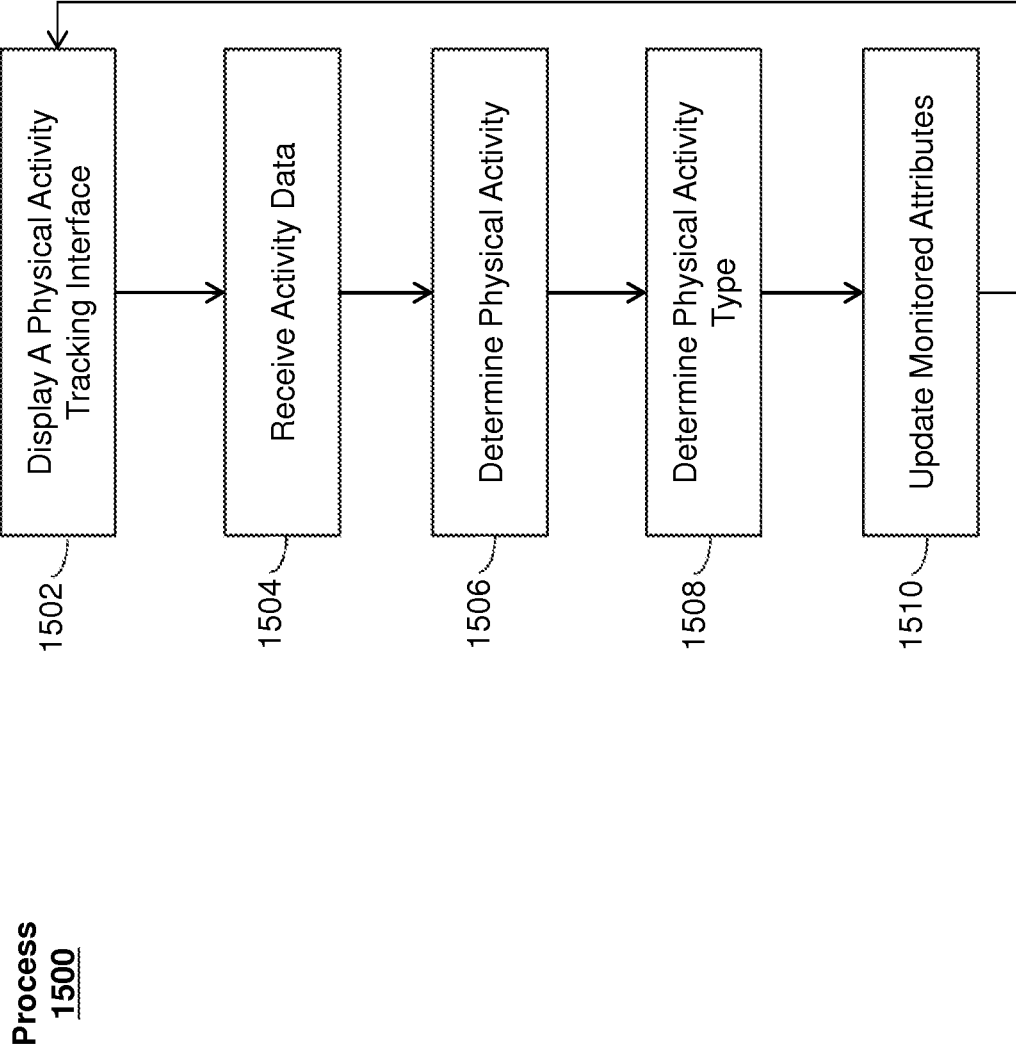 Process
1500
1502
Display A Physical Activity
Tracking Interface
1504
Receive Activity Data
1506
Determine Physical Activity
1508
Determine Physical Activity
Type
1510
Update Monitored Attributes